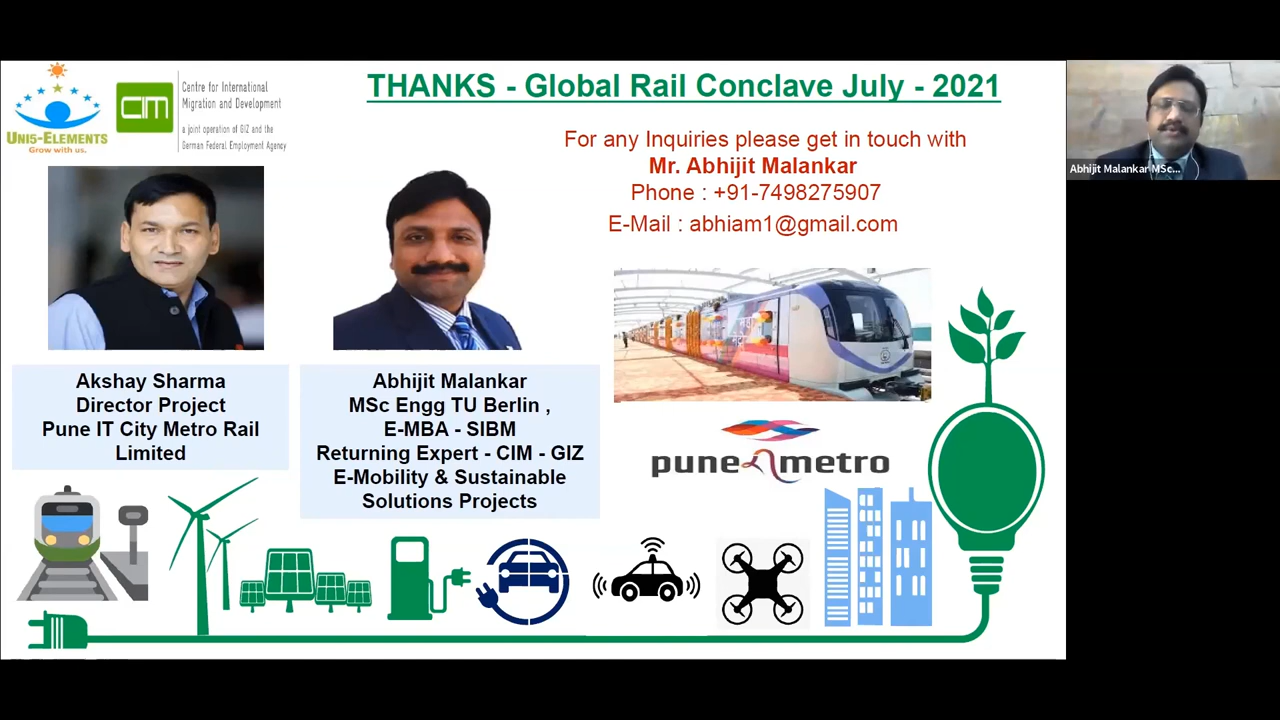 THANKS - Global Rail Conclave July - 2021
UNI5-ELEMENTS
Grow with us.
CIM
Centre for International
Migration and Development
a joint operation of GIZ and the
German Federal Employment Agency
For any Inquiries please get in touch with
Mr. Abhijit Malankar
Phone : +91-7498275907
E-Mail : abhiam1@gmail.com
Abhijit Malankar MSc...
Akshay Sharma
Director Project
Pune IT City Metro Rail
Limited
Abhijit Malankar
MSc Engg TU Berlin ,
E-MBA - SIBM
Returning Expert - CIM - GIZ
E-Mobility & Sustainable
Solutions Projects
pune metro